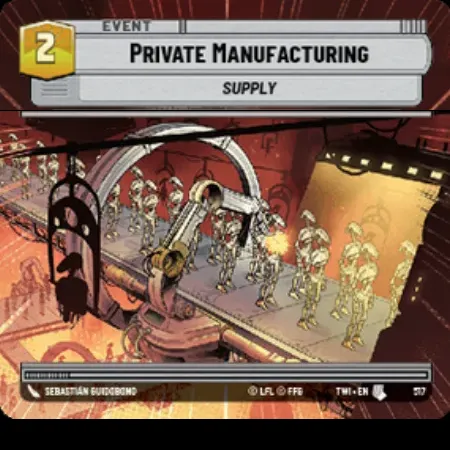 EVENT
2
PRIVATE MANUFACTURING
SUPPLY
SEBASTIÁN GUIDOBONO
© LFL Ⓟ FFG
TWI • EN
517